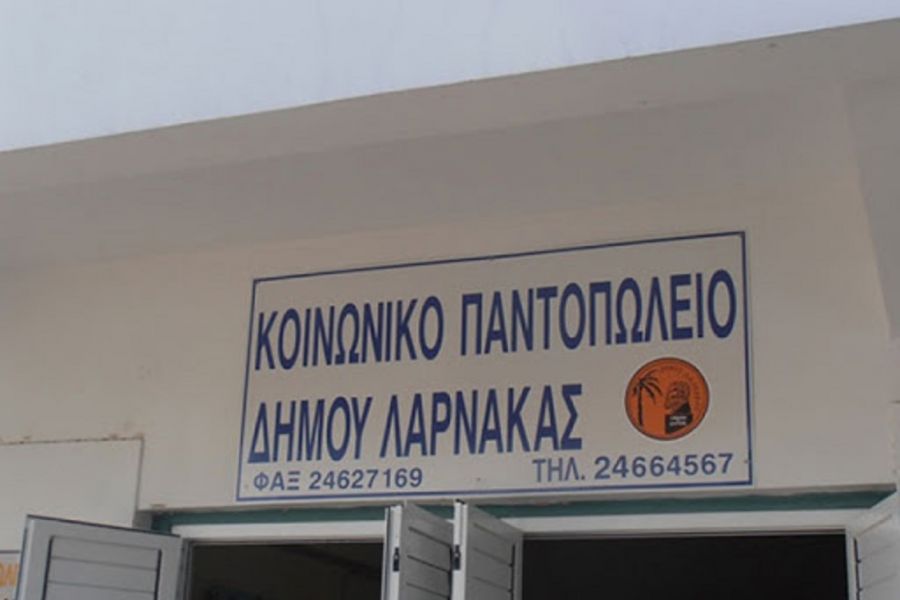 ΚΟΙΝΩΝΙΚΟ ΠΑΝΤΟΠΩΛΕΙΟ
ΔΗΜΟΥ ΛΑΡΝΑΚΑΣ
ΦΑΞ 24627169 ΤΗΛ. 24664567